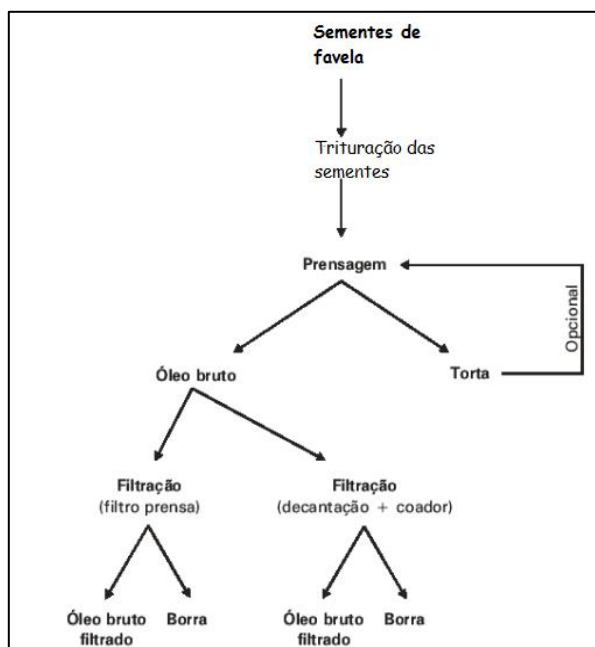 Sementes de
favela
Trituração das
sementes
Prensagem
Opcional
Óleo bruto
Torta
Filtração
(filtro prensa)
Filtração
(decantação + coador)
Óleo bruto
filtrado
Borra
Óleo bruto
filtrado
Borra